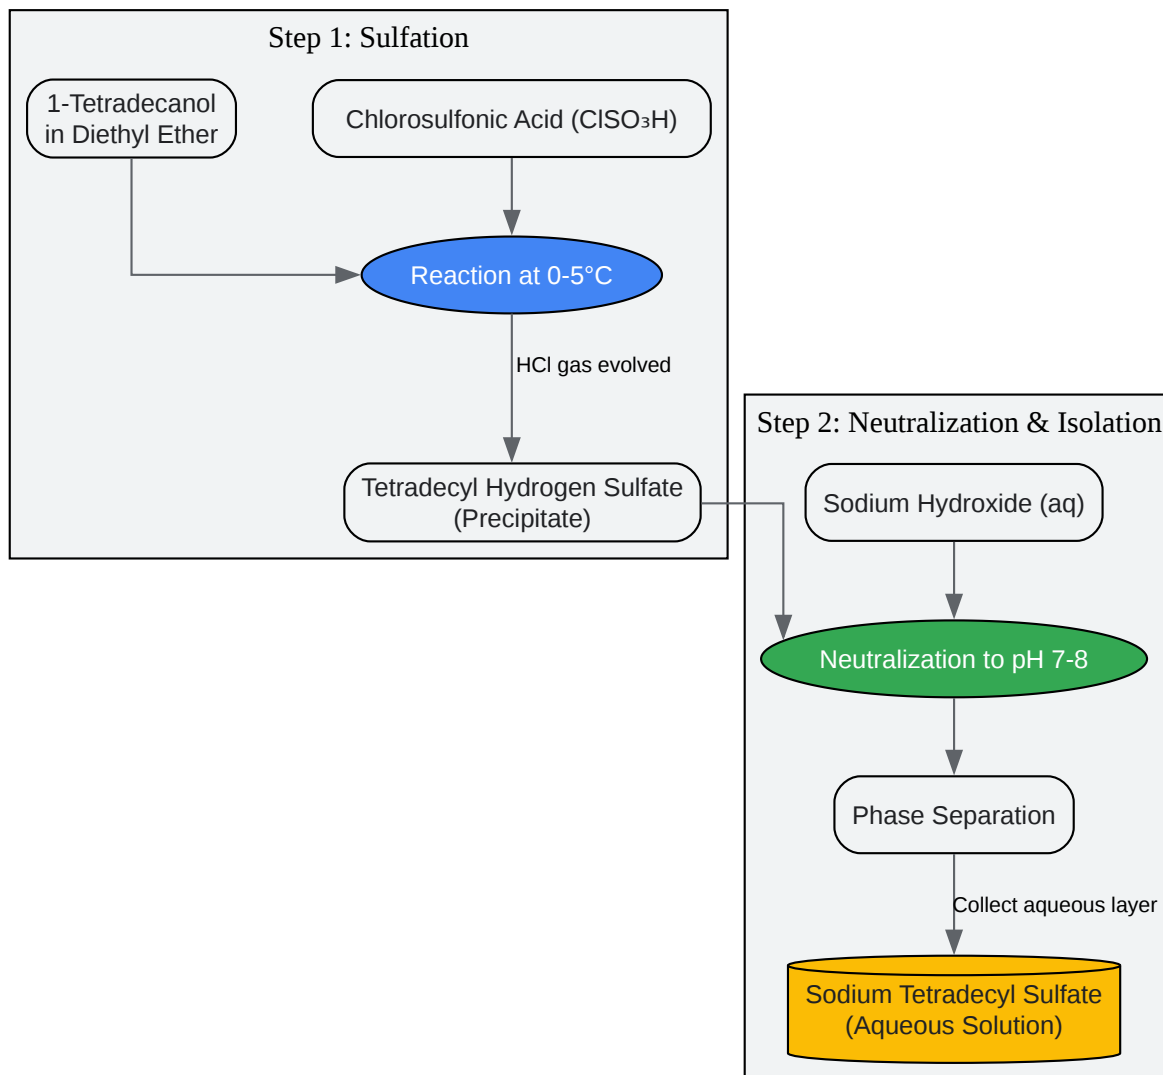 Step 1: Sulfation
1-Tetradecanol
in Diethyl Ether
Chlorosulfonic Acid (ClSO₃H)
Reaction at 0-5°C
HCl gas evolved
Tetradecyl Hydrogen Sulfate
(Precipitate)
Step 2: Neutralization & Isolation
Sodium Hydroxide (aq)
Neutralization to pH 7-8
Phase Separation
Collect aqueous layer
Sodium Tetradecyl Sulfate
(Aqueous Solution)